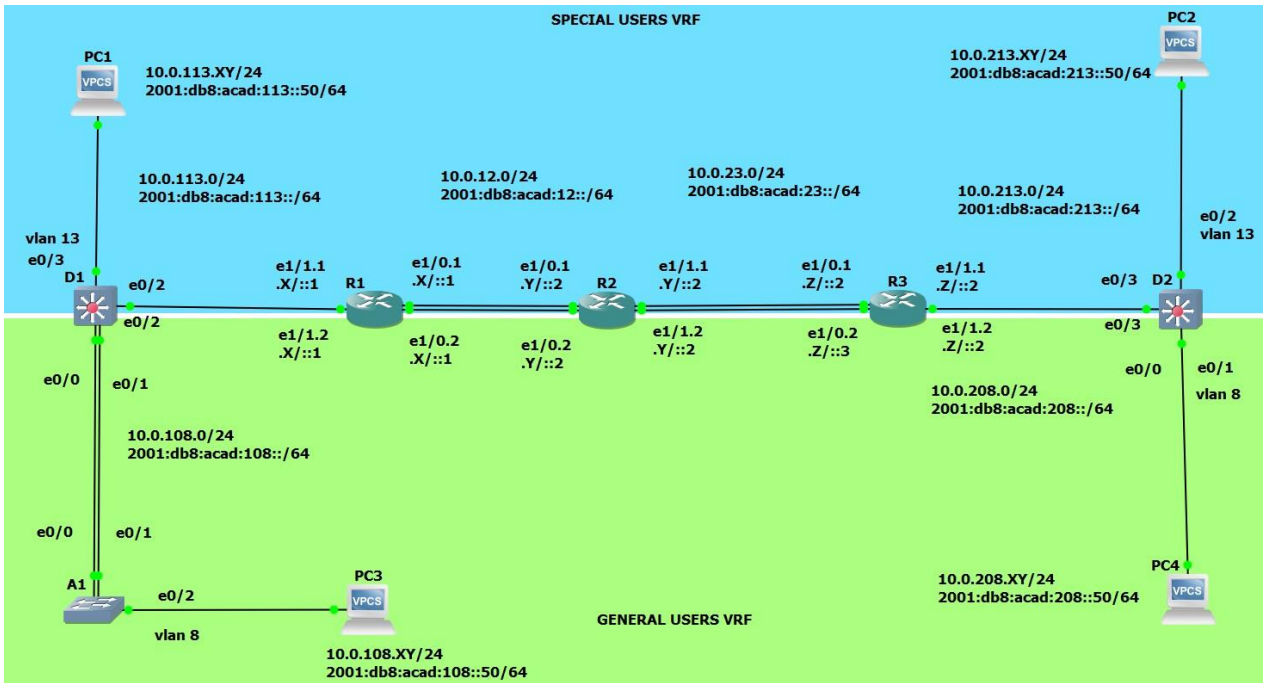 SPECIAL USERS VRF
PC1
VPCS
10.0.113.XY/24
2001:db8:acad:113::50/64
10.0.213.XY/24
2001:db8:acad:213::50/64
PC2
VPCS
10.0.113.0/24
2001:db8:acad:113::/64
10.0.12.0/24
2001:db8:acad:12::/64
10.0.23.0/24
2001:db8:acad:23::/64
10.0.213.0/24
2001:db8:acad:213::/64
e0/2
vlan 13
vlan 13
e0/3
D1
e0/2
e0/2
e1/1.1
.X/::1
R1
e1/0.1
.X/::1
e1/0.1
.Y/::2
R2
e1/1.1
.Y/::2
e1/0.1
.Z/::2
R3
e1/1.1
.Z/::2
e0/3
D2
e1/1.2
.X/::1
e1/0.2
.X/::1
e1/0.2
.Y/::2
e1/1.2
.Y/::2
e1/0.2
.Z/::3
e1/1.2
.Z/::2
e0/3
e0/0
e0/1
vlan 8
e0/0
e0/1
10.0.208.0/24
2001:db8:acad:208::/64
10.0.108.0/24
2001:db8:acad:108::/64
e0/0
e0/1
A1
e0/2
vlan 8
PC3
VPCS
10.0.108.XY/24
2001:db8:acad:108::50/64
GENERAL USERS VRF
10.0.208.XY/24
2001:db8:acad:208::50/64
PC4
VPCS